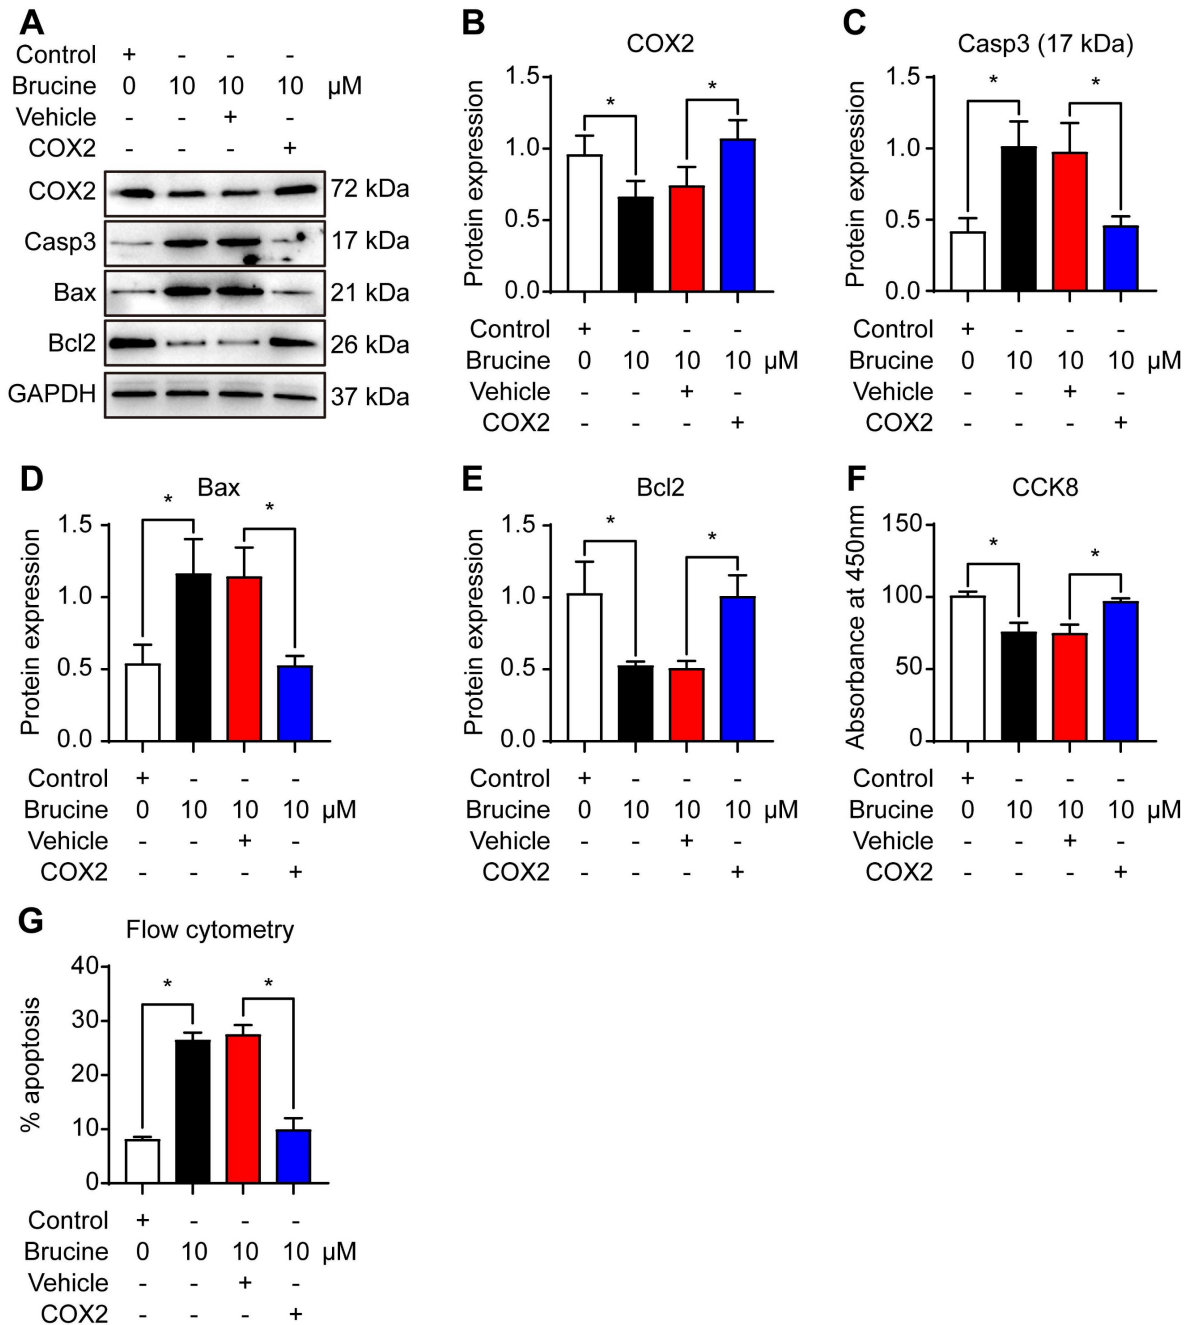 A
Control + - - -
Brucine 0 10 10 10 μM
Vehicle - - + -
COX2 - - - +
COX2 72 kDa
Casp3 17 kDa
Bax 21 kDa
Bcl2 26 kDa
GAPDH 37 kDa
B
COX2
Protein expression
1.5
1.0
0.5
0.0
*
*
Control + - - -
Brucine 0 10 10 10 μM
Vehicle - - + -
COX2 - - - +
C
Casp3 (17 kDa)
Protein expression
1.5
1.0
0.5
0.0
*
*
Control + - - -
Brucine 0 10 10 10 μM
Vehicle - - + -
COX2 - - - +
D
Bax
Protein expression
1.5
1.0
0.5
0.0
*
*
Control + - - -
Brucine 0 10 10 10 μM
Vehicle - - + -
COX2 - - - +
E
Bcl2
Protein expression
1.5
1.0
0.5
0.0
*
*
Control + - - -
Brucine 0 10 10 10 μM
Vehicle - - + -
COX2 - - - +
F
CCK8
Absorbance at 450nm
150
100
50
0
*
*
Control + - - -
Brucine 0 10 10 10 μM
Vehicle - - + -
COX2 - - - +
G
Flow cytometry
% apoptosis
40
30
20
10
0
*
*
Control + - - -
Brucine 0 10 10 10 μM
Vehicle - - + -
COX2 - - - +